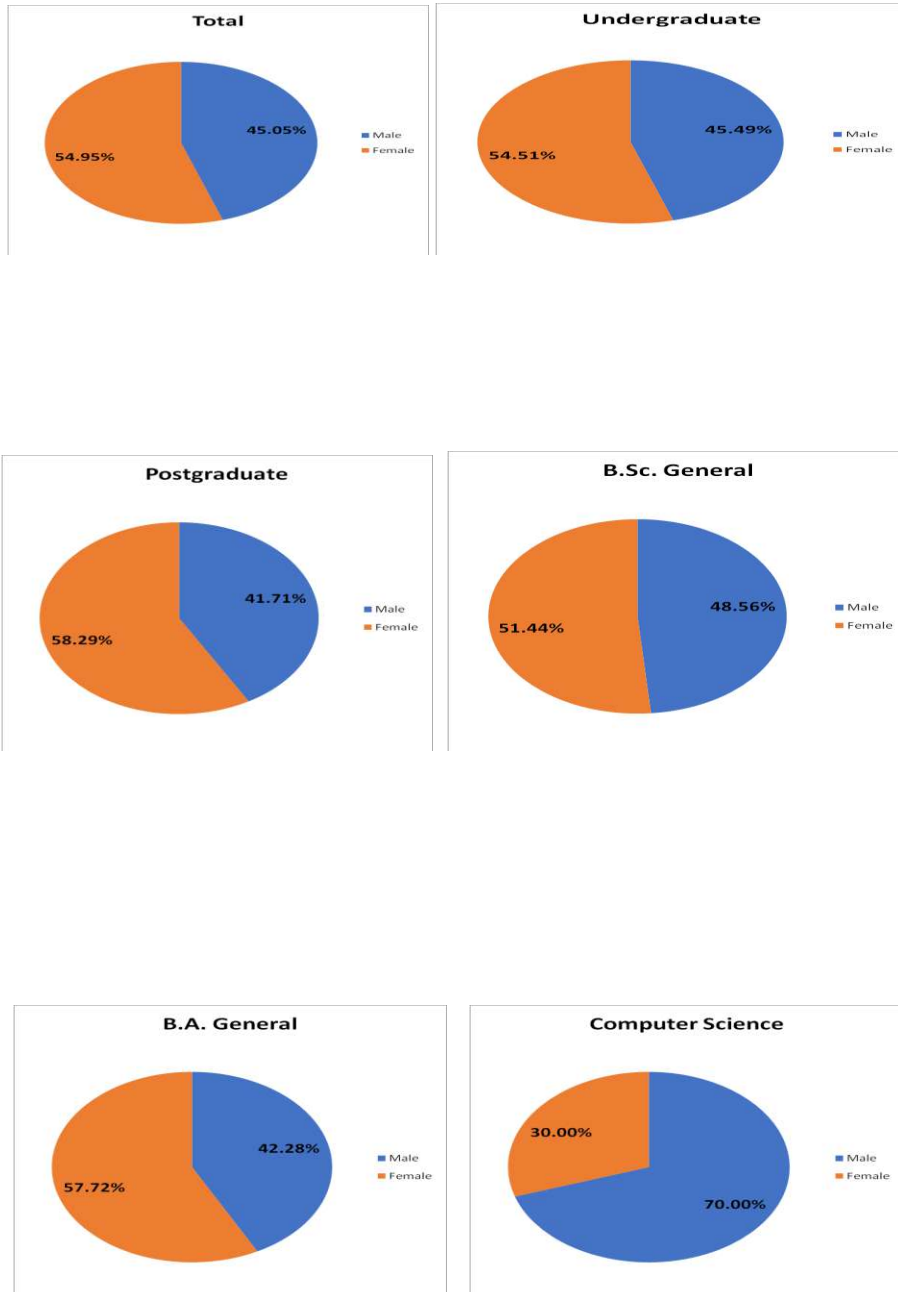 Total
45.05%
54.95%
Male
Female
Undergraduate
45.49%
54.51%
Male
Female
Postgraduate
41.71%
58.29%
Male
Female
B.Sc. General
48.56%
51.44%
Male
Female
B.A. General
42.28%
57.72%
Male
Female
Computer Science
30.00%
70.00%
Male
Female